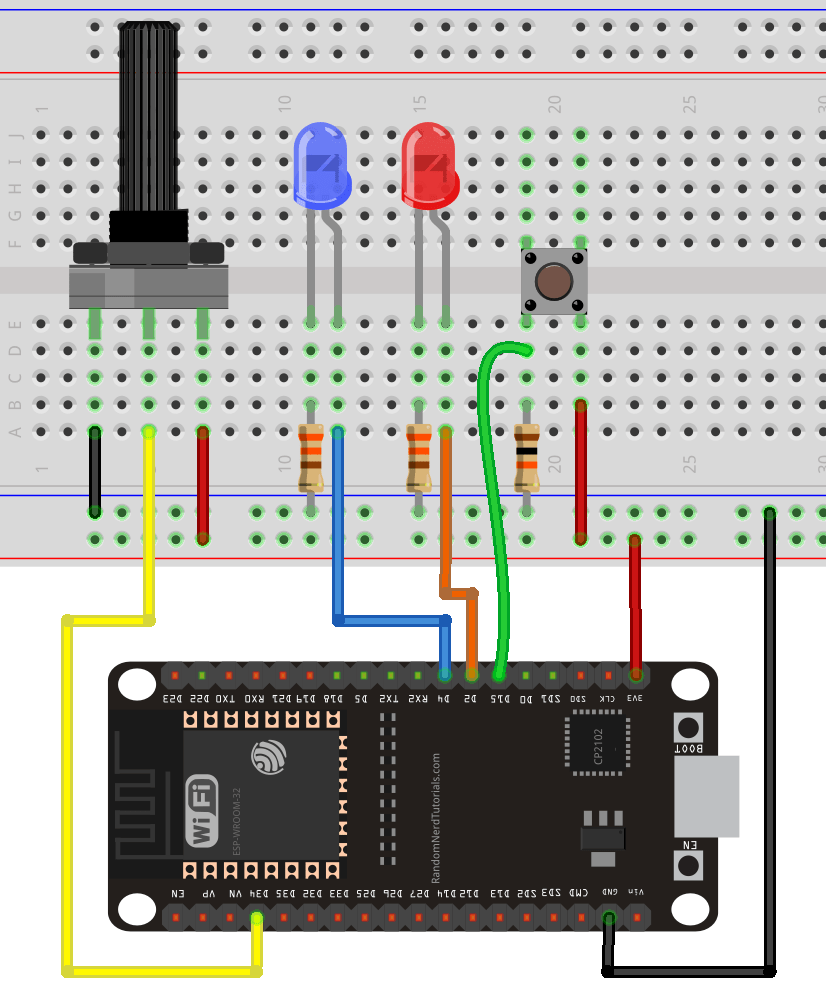 1 10 15 20 25 30
J
I
H
G
F
E
D
C
B
A
1 10 15 20 25 30
D23 D22 TX0 RX0 D21 D19 D18 D5 TX2 RX2 D4 D2 D15 D0 SD1 SD0 CLK 3V3
BOOT
CP2102
WiFi
ESP-WROOM-32
RandomNerdTutorials.com
EN
EN VP VN D34 D35 D32 D33 D25 D26 D27 D14 D12 D13 SD2 SD3 CMD GND Vin